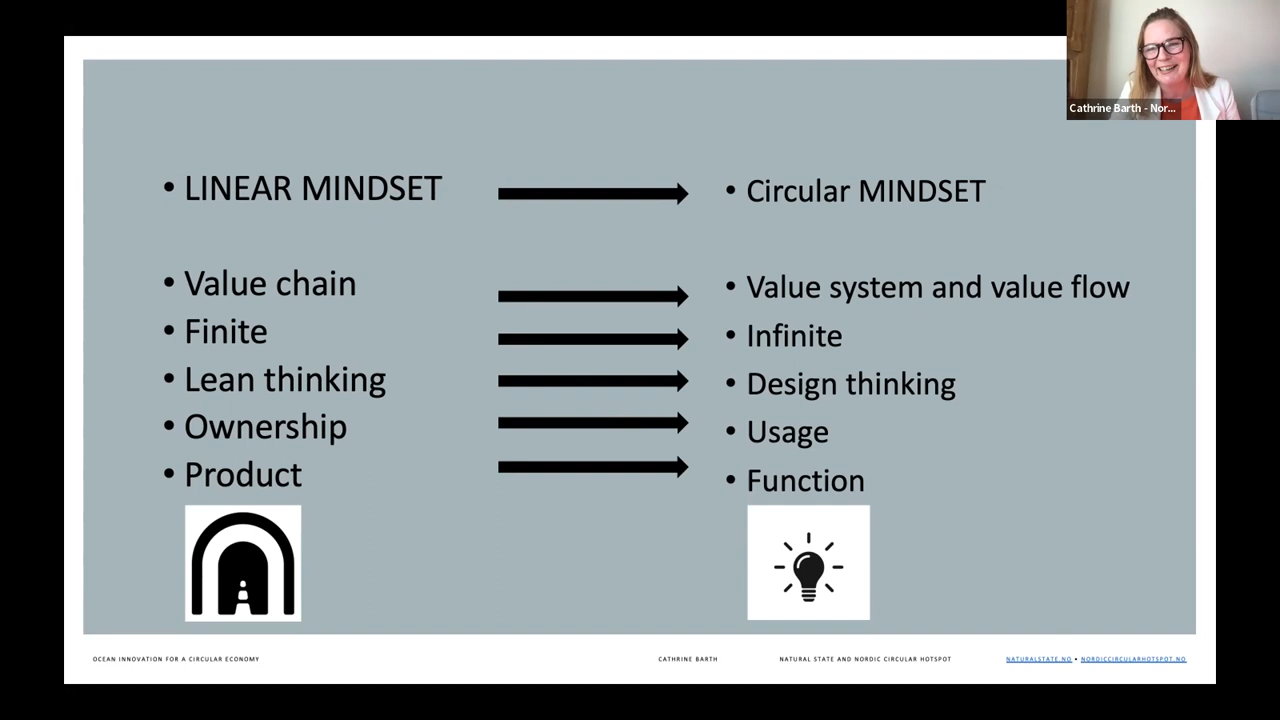 Cathrine Barth - Nor...
• LINEAR MINDSET
• Circular MINDSET
• Value chain
• Value system and value flow
• Finite
• Infinite
• Lean thinking
• Design thinking
• Ownership
• Usage
• Product
• Function
OCEAN INNOVATION FOR A CIRCULAR ECONOMY
CATHRINE BARTH
NATURAL STATE AND NORDIC CIRCULAR HOTSPOT
NATURALSTATE.NO • NORDICCIRCULARHOTSPOT.NO